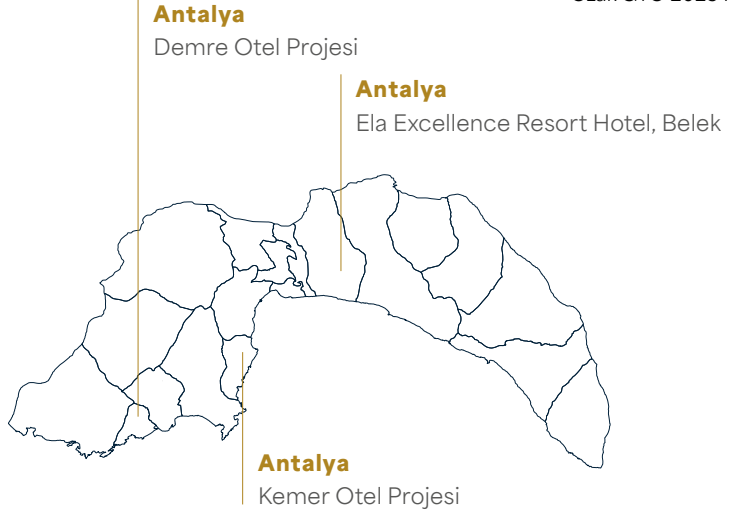 Antalya
Demre Otel Projesi
Antalya
Ela Excellence Resort Hotel, Belek
Antalya
Kemer Otel Projesi